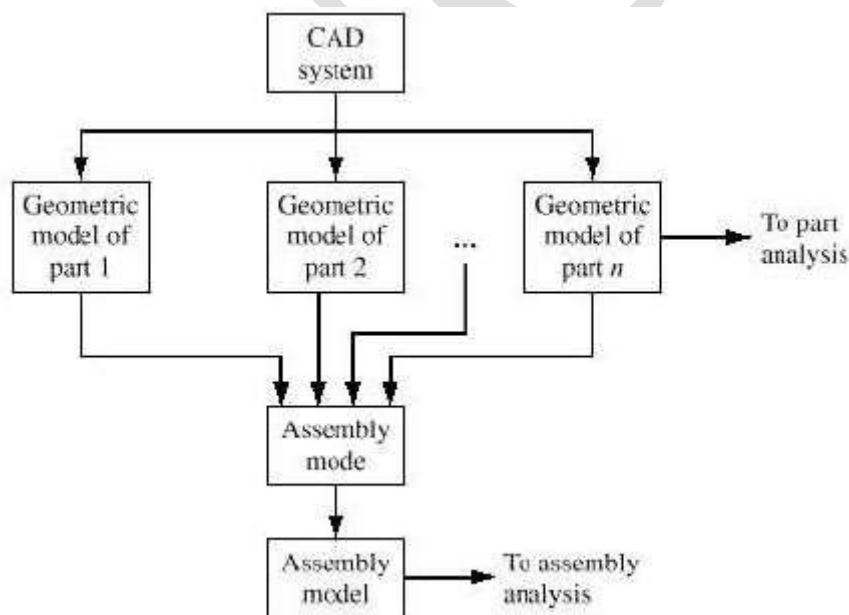 CAD
system
Geometric
model of
part 1
Geometric
model of
part 2
...
Geometric
model of
part n
To part
analysis
Assembly
mode
Assembly
model
To assembly
analysis